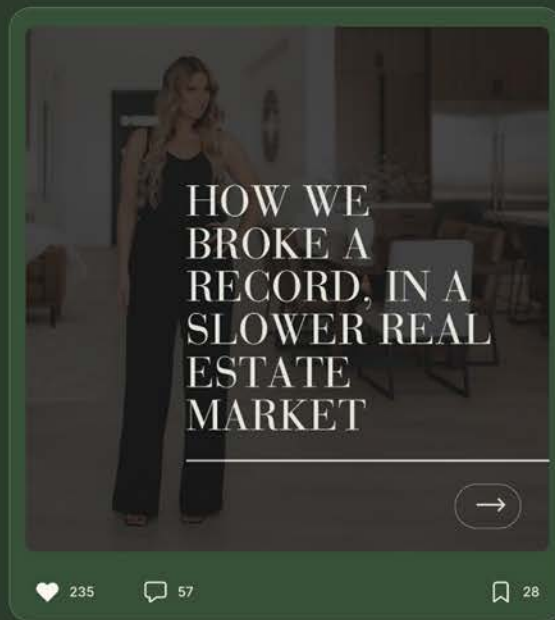 HOW WE
BROKE A
RECORD, IN A
SLOWER REAL
ESTATE
MARKET
235
57
28